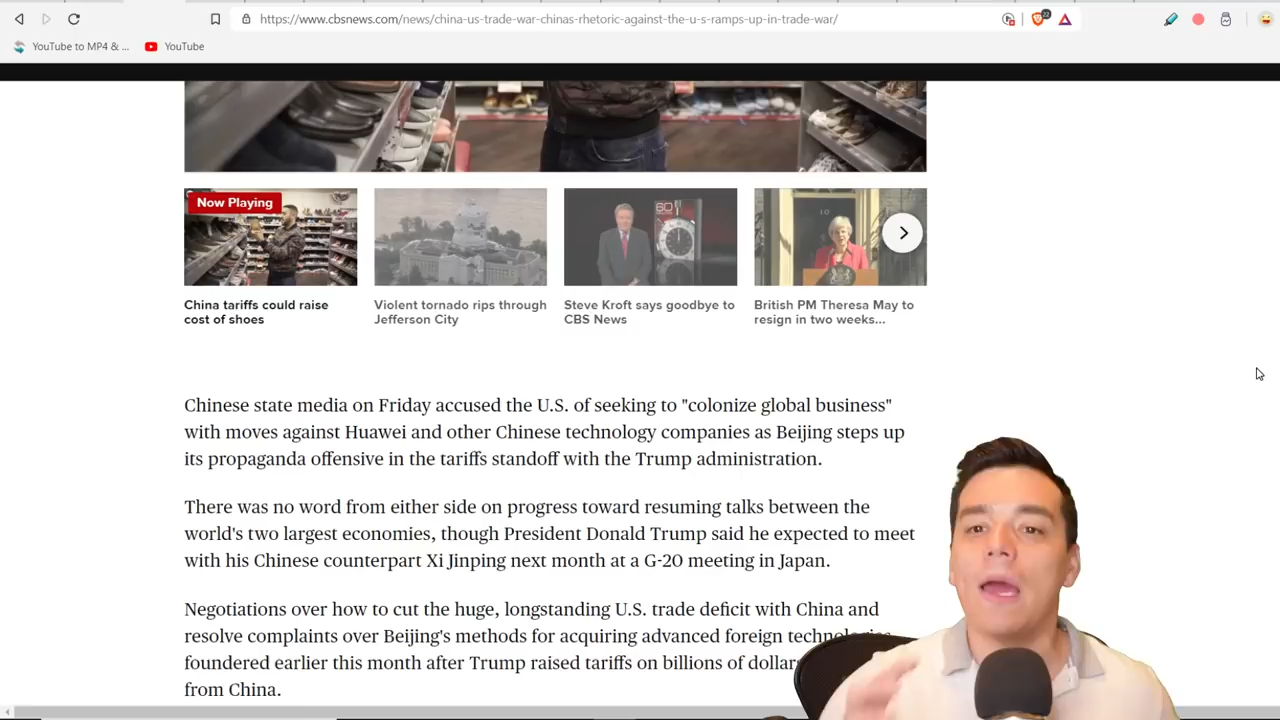 https://www.cbsnews.com/news/china-us-trade-war-chinas-rhetoric-against-the-u-s-ramps-up-in-trade-war/
22
YouTube to MP4 & ...
YouTube
Now Playing
60
10
China tariffs could raise
cost of shoes
Violent tornado rips through
Jefferson City
Steve Kroft says goodbye to
CBS News
British PM Theresa May to
resign in two weeks...
Chinese state media on Friday accused the U.S. of seeking to "colonize global business"
with moves against Huawei and other Chinese technology companies as Beijing steps up
its propaganda offensive in the tariffs standoff with the Trump administration.
There was no word from either side on progress toward resuming talks between the
world's two largest economies, though President Donald Trump said he expected to meet
with his Chinese counterpart Xi Jinping next month at a G-20 meeting in Japan.
Negotiations over how to cut the huge, longstanding U.S. trade deficit with China and
resolve complaints over Beijing's methods for acquiring advanced foreign
foundered earlier this month after Trump raised tariffs on billions of
from China.